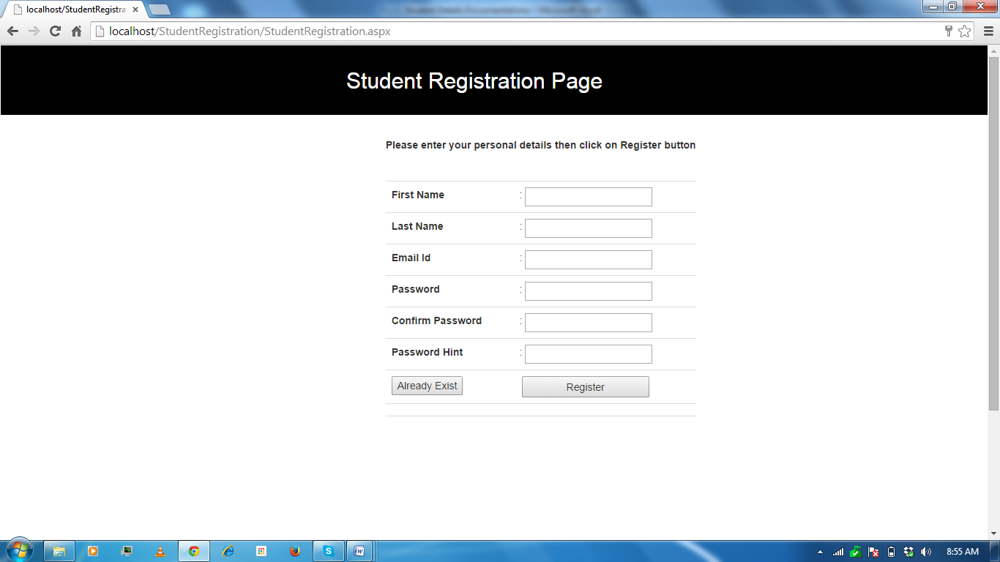 localhost/StudentRegistra
localhost/StudentRegistration/StudentRegistration.aspx
Student Registration Page
Please enter your personal details then click on Register button
First Name :
Last Name :
Email Id :
Password :
Confirm Password :
Password Hint :
Already Exist Register
8:55 AM